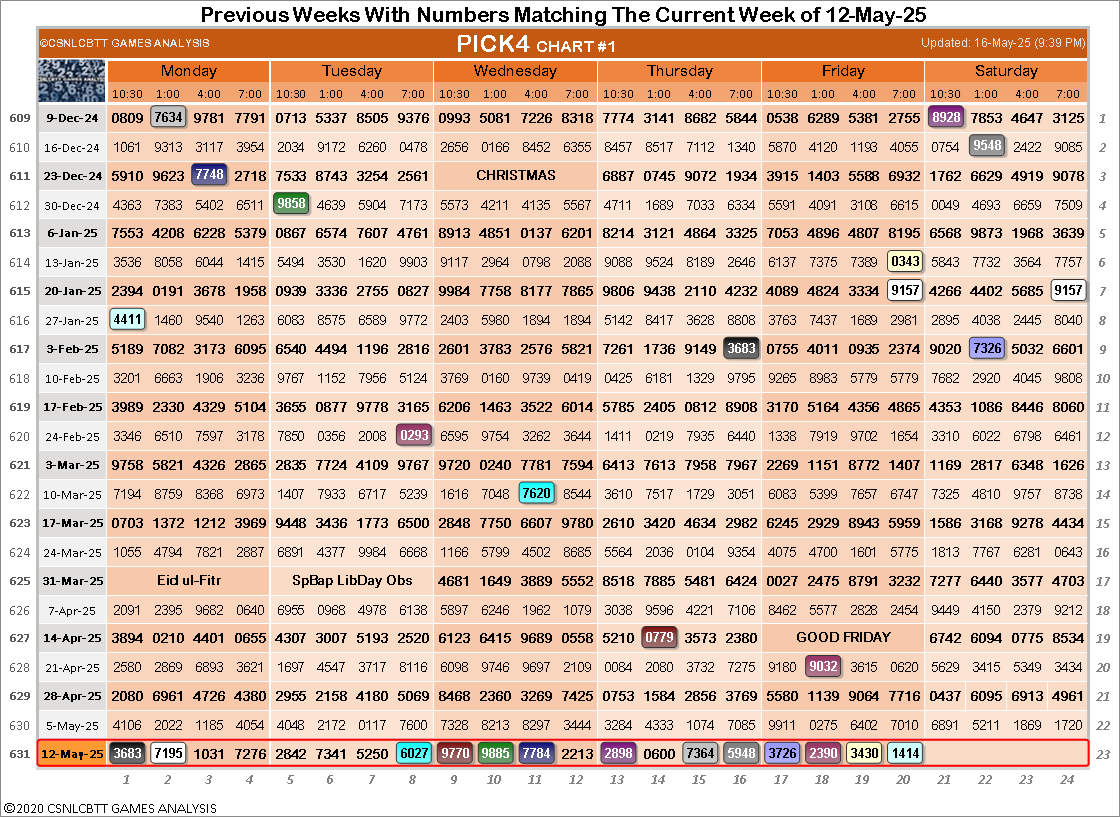 Previous Weeks With Numbers Matching The Current Week of 12-May-25
©CSNLCBTT GAMES ANALYSIS PICK4 CHART #1 Updated: 16-May-25 (9:39 PM)
Monday Tuesday Wednesday Thursday Friday Saturday
10:30 1:00 4:00 7:00 10:30 1:00 4:00 7:00 10:30 1:00 4:00 7:00 10:30 1:00 4:00 7:00 10:30 1:00 4:00 7:00 10:30 1:00 4:00 7:00
609 9-Dec-24 0809 7634 9781 7791 0713 5337 8505 9376 0993 5081 7226 8318 7774 3141 8682 5844 0538 6289 5381 2755 8928 7853 4647 3125 1
610 16-Dec-24 1061 9313 3117 3954 2034 9172 6260 0478 2656 0166 8452 6355 8457 8517 7112 1340 5870 4120 1193 4055 0754 9548 2422 9085 2
611 23-Dec-24 5910 9623 7748 2718 7533 8743 3254 2561 CHRISTMAS 6887 0745 9072 1934 3915 1403 5588 6932 1762 6629 4919 9078 3
612 30-Dec-24 4363 7383 5402 6511 9858 4639 5904 7173 5573 4211 4135 5567 4711 1689 7033 6334 5591 4091 3108 6615 0049 4693 6659 7509 4
613 6-Jan-25 7553 4208 6228 5379 0867 6574 7607 4761 8913 4851 0137 6201 8214 3121 4864 3325 7053 4896 4807 8195 6568 9873 1968 3639 5
614 13-Jan-25 3536 8058 6044 1415 5494 3530 1620 9903 9117 2964 0798 2088 9088 9524 8189 2646 6137 7375 7389 0343 5843 7732 3564 7757 6
615 20-Jan-25 2394 0191 3678 1958 0939 3336 2755 0827 9984 7758 8177 7865 9806 9438 2110 4232 4089 4824 3334 9157 4266 4402 5685 9157 7
616 27-Jan-25 4411 1460 9540 1263 6083 8575 6589 9772 2403 5980 1894 1894 5142 8417 3628 8808 3763 7437 1689 2981 2895 4038 2445 8040 8
617 3-Feb-25 5189 7082 3173 6095 6540 4494 1196 2816 2601 3783 2576 5821 7261 1736 9149 3683 0755 4011 0935 2374 9020 7326 5032 6601 9
618 10-Feb-25 3201 6663 1906 3236 9767 1152 7956 5124 3769 0160 9739 0419 0425 6181 1329 9795 9265 8983 5779 5779 7682 2920 4045 9808 10
619 17-Feb-25 3989 2330 4329 5104 3655 0877 9778 3165 6206 1463 3522 6014 5785 2405 0812 8908 3170 5164 4356 4865 4353 1086 8446 8060 11
620 24-Feb-25 3346 6510 7597 3178 7850 0356 2008 0293 6595 9754 3262 3644 1411 0219 7935 6440 1338 7919 9702 1654 3310 6022 6798 6461 12
621 3-Mar-25 9758 5821 4326 2865 2835 7724 4109 9767 9720 0240 7781 7594 6413 7613 7958 7967 2269 1151 8772 1407 1169 2817 6348 1626 13
622 10-Mar-25 7194 8759 8368 6973 1407 7933 6717 5239 1616 7048 7620 8544 3610 7517 1729 3051 6083 5399 7657 6747 7325 4810 9757 8738 14
623 17-Mar-25 0703 1372 1212 3969 9448 3436 1773 6500 2848 7750 6607 9780 2610 3420 4634 2982 6245 2929 8943 5959 1586 3168 9278 4434 15
624 24-Mar-25 1055 4794 7821 2887 6891 4377 9984 6668 1166 5799 4502 8685 5564 2036 0104 9354 4075 4700 1601 5775 1813 7767 6281 0643 16
625 31-Mar-25 Eid ul-Fitr SpBap LibDay Obs 4681 1649 3889 5552 8518 7885 5481 6424 0027 2475 8791 3232 7277 6440 3577 4703 17
626 7-Apr-25 2091 2395 9682 0640 6955 0968 4978 6138 5897 6246 1962 1079 3038 9596 4221 7106 8462 5577 2828 2454 9449 4150 2379 9212 18
627 14-Apr-25 3894 0210 4401 0655 4307 3007 5193 2520 6123 6415 9689 0558 5210 0779 3573 2380 GOOD FRIDAY 6742 6094 0775 8534 19
628 21-Apr-25 2580 2869 6893 3621 1697 4547 3717 8116 6098 9746 9697 2109 0084 2080 3732 7275 9180 9032 3615 0620 5629 3415 5349 3434 20
629 28-Apr-25 2080 6961 4726 4380 2955 2158 4180 5069 8468 2360 3269 7425 0753 1584 2856 3769 5580 1139 9064 7716 0437 6095 6913 4961 21
630 5-May-25 4106 2022 1185 4054 4048 2172 0117 7600 7328 8213 8297 3444 3284 4333 1074 7085 9911 0275 6402 7010 6891 5211 1869 1720 22
631 12-May-25 3683 7195 1031 7276 2842 7341 5250 6027 9770 9885 7784 2213 2898 0600 7364 5948 3726 2390 3430 1414 23
1 2 3 4 5 6 7 8 9 10 11 12 13 14 15 16 17 18 19 20 21 22 23 24
©2020 CSNLCBTT GAMES ANALYSIS